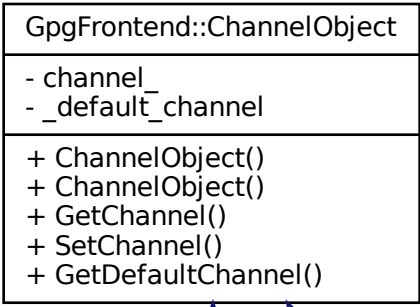 GpgFrontend::ChannelObject
- channel_
- _default_channel
+ ChannelObject()
+ ChannelObject()
+ GetChannel()
+ SetChannel()
+ GetDefaultChannel()